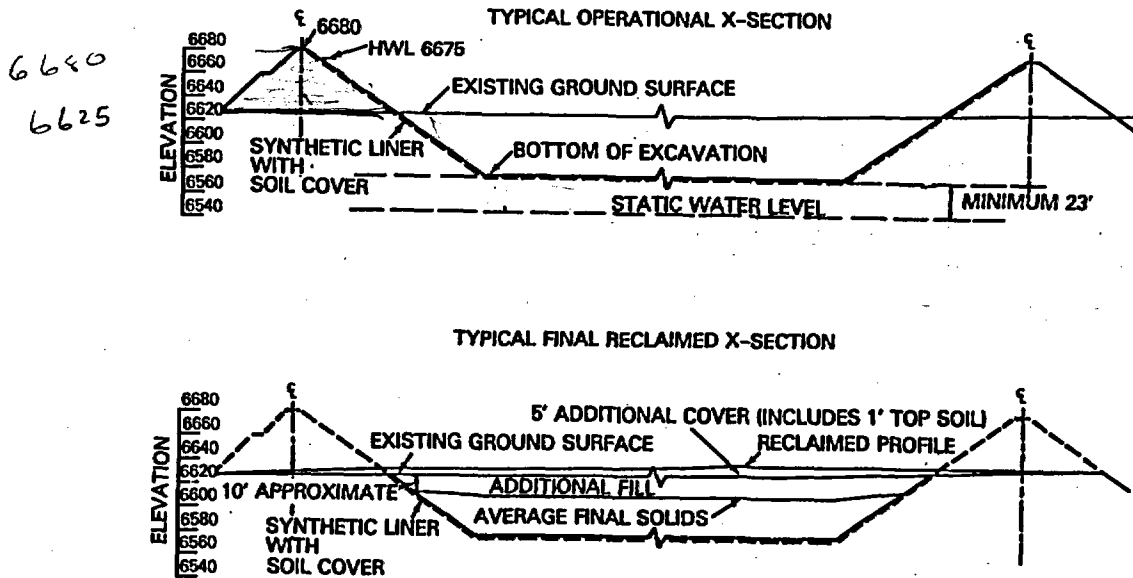 TYPICAL OPERATIONAL X-SECTION
℄
6680
℄
6680
6625
ELEVATION
6680
6660
6640
6620
6600
6580
6560
6540
HWL 6675
EXISTING GROUND SURFACE
SYNTHETIC LINER
WITH
SOIL COVER
BOTTOM OF EXCAVATION
STATIC WATER LEVEL
MINIMUM 23'
TYPICAL FINAL RECLAIMED X-SECTION
℄
℄
ELEVATION
6680
6660
6640
6620
6600
6580
6560
6540
5' ADDITIONAL COVER (INCLUDES 1' TOP SOIL)
EXISTING GROUND SURFACE
RECLAIMED PROFILE
10' APPROXIMATE
ADDITIONAL FILL
AVERAGE FINAL SOLIDS
SYNTHETIC LINER
WITH
SOIL COVER